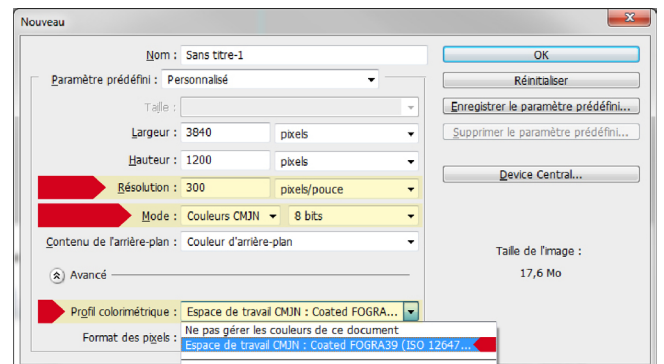 Nouveau
Nom : Sans titre-1
OK
Paramètre prédéfini : Personnalisé
Réinitialiser
Taille :
Enregistrer le paramètre prédéfini...
Largeur : 3840 pixels
Supprimer le paramètre prédéfini...
Hauteur : 1200 pixels
Device Central...
Résolution : 300 pixels/pouce
Mode : Couleurs CMJN 8 bits
Contenu de l'arrière-plan : Couleur d'arrière-plan
Taille de l'image :
17,6 Mo
Avancé
Profil colorimétrique : Espace de travail CMJN : Coated FOGRA...
Ne pas gérer les couleurs de ce document
Format des pixels : Espace de travail CMJN : Coated FOGRA39 (ISO 12647...